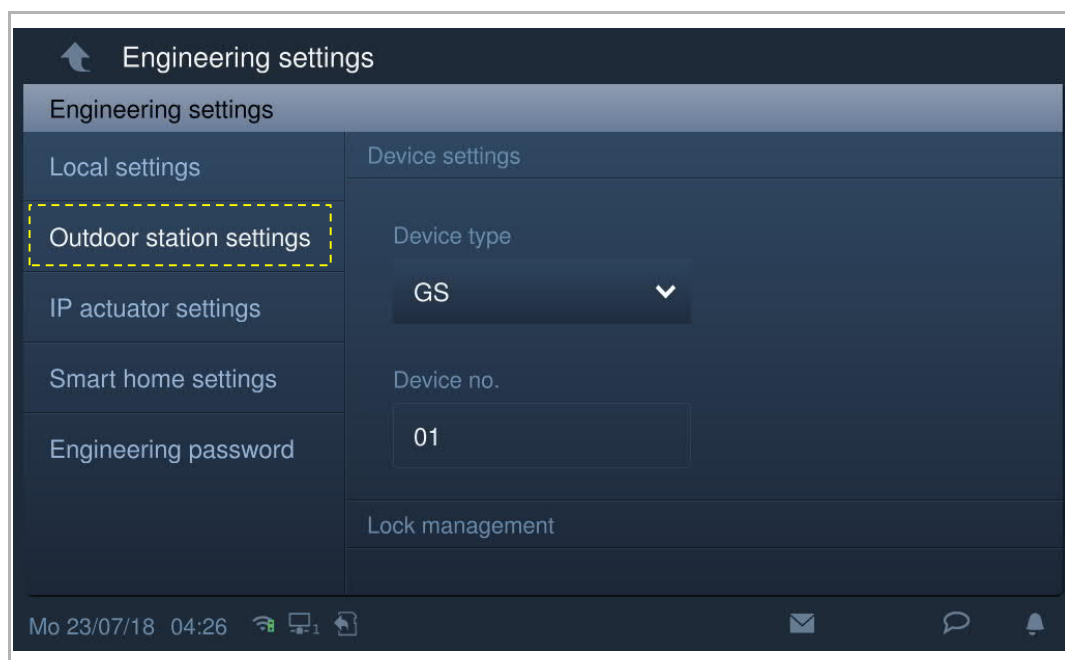 Engineering settings
Engineering settings
Local settings
Outdoor station settings
IP actuator settings
Smart home settings
Engineering password
Device settings
Device type
GS
Device no.
01
Lock management
Mo 23/07/18 04:26 1